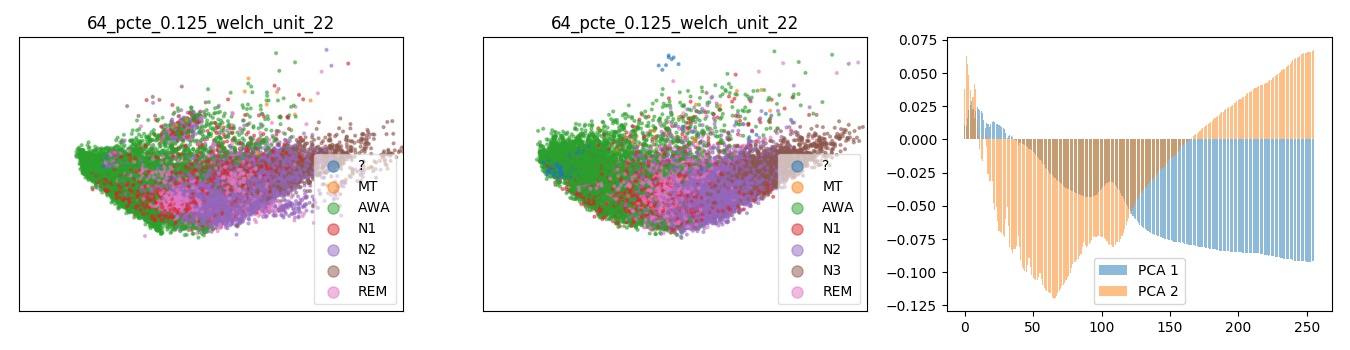 64_pcte_0.125_welch_unit_22
?
MT
AWA
N1
N2
N3
REM
64_pcte_0.125_welch_unit_22
?
MT
AWA
N1
N2
N3
REM
0.075
0.050
0.025
0.000
−0.025
−0.050
−0.075
−0.100
−0.125
PCA 1
PCA 2
0 50 100 150 200 250